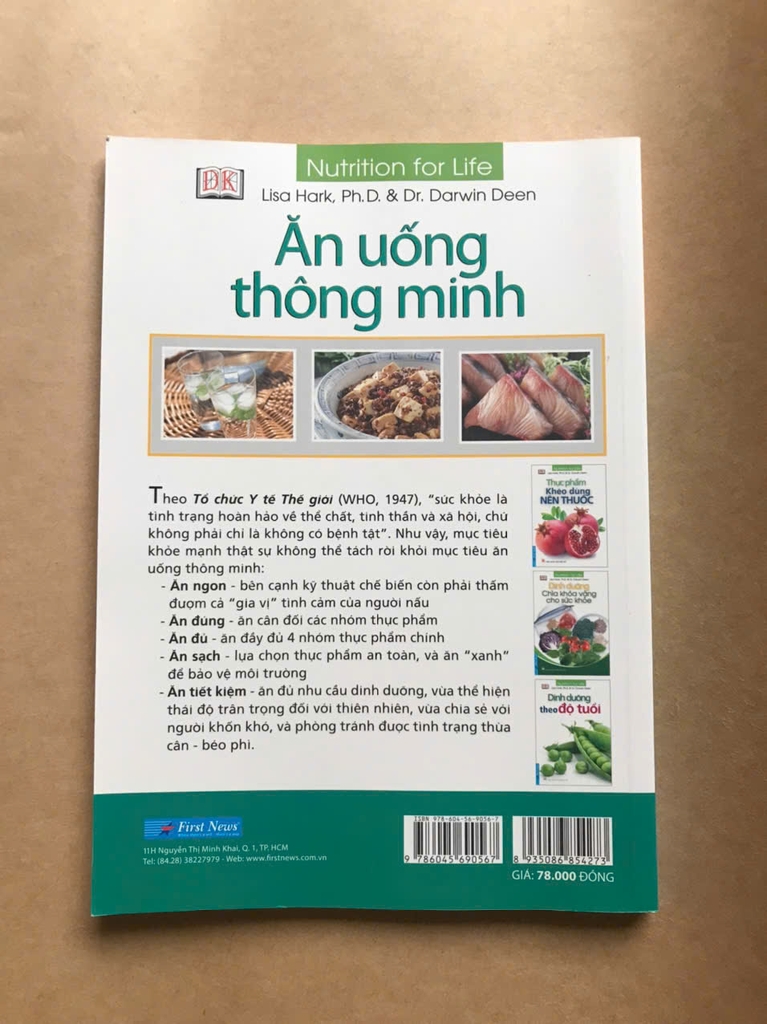 Nutrition for Life
DK
Lisa Hark, Ph.D. & Dr. Darwin Deen
Ăn uống
thông minh
Theo Tổ chức Y tế Thế giới (WHO, 1947), “sức khỏe là
tình trạng hoàn hảo về thể chất, tinh thần và xã hội, chứ
không phải chỉ là không có bệnh tật”. Như vậy, mục tiêu
khỏe mạnh thật sự không thể tách rời khỏi mục tiêu ăn
uống thông minh:
- Ăn ngon - bên cạnh kỹ thuật chế biến còn phải thấm
đượm cả “gia vị” tình cảm của người nấu
- Ăn đúng - ăn cân đối các nhóm thực phẩm
- Ăn đủ - ăn đầy đủ 4 nhóm thực phẩm chính
- Ăn sạch - lựa chọn thực phẩm an toàn, và ăn “xanh”
để bảo vệ môi trường
- Ăn tiết kiệm - ăn đủ nhu cầu dinh dưỡng, vừa thể hiện
thái độ trân trọng đối với thiên nhiên, vừa chia sẻ với
người khốn khó, và phòng tránh được tình trạng thừa
cân - béo phì.
Thực phẩm
Khéo dùng
NÊN THUỐC
Dinh dưỡng
Chìa khóa vàng
cho sức khỏe
Dinh dưỡng
theo độ tuổi
First News
11H Nguyễn Thị Minh Khai, Q. 1, TP. HCM
Tel: (84.28) 38227979 - Web: www.firstnews.com.vn
ISBN 978-604-56-9056-7
9 786045 690567
8 935086 854273
GIÁ: 78.000 ĐỒNG